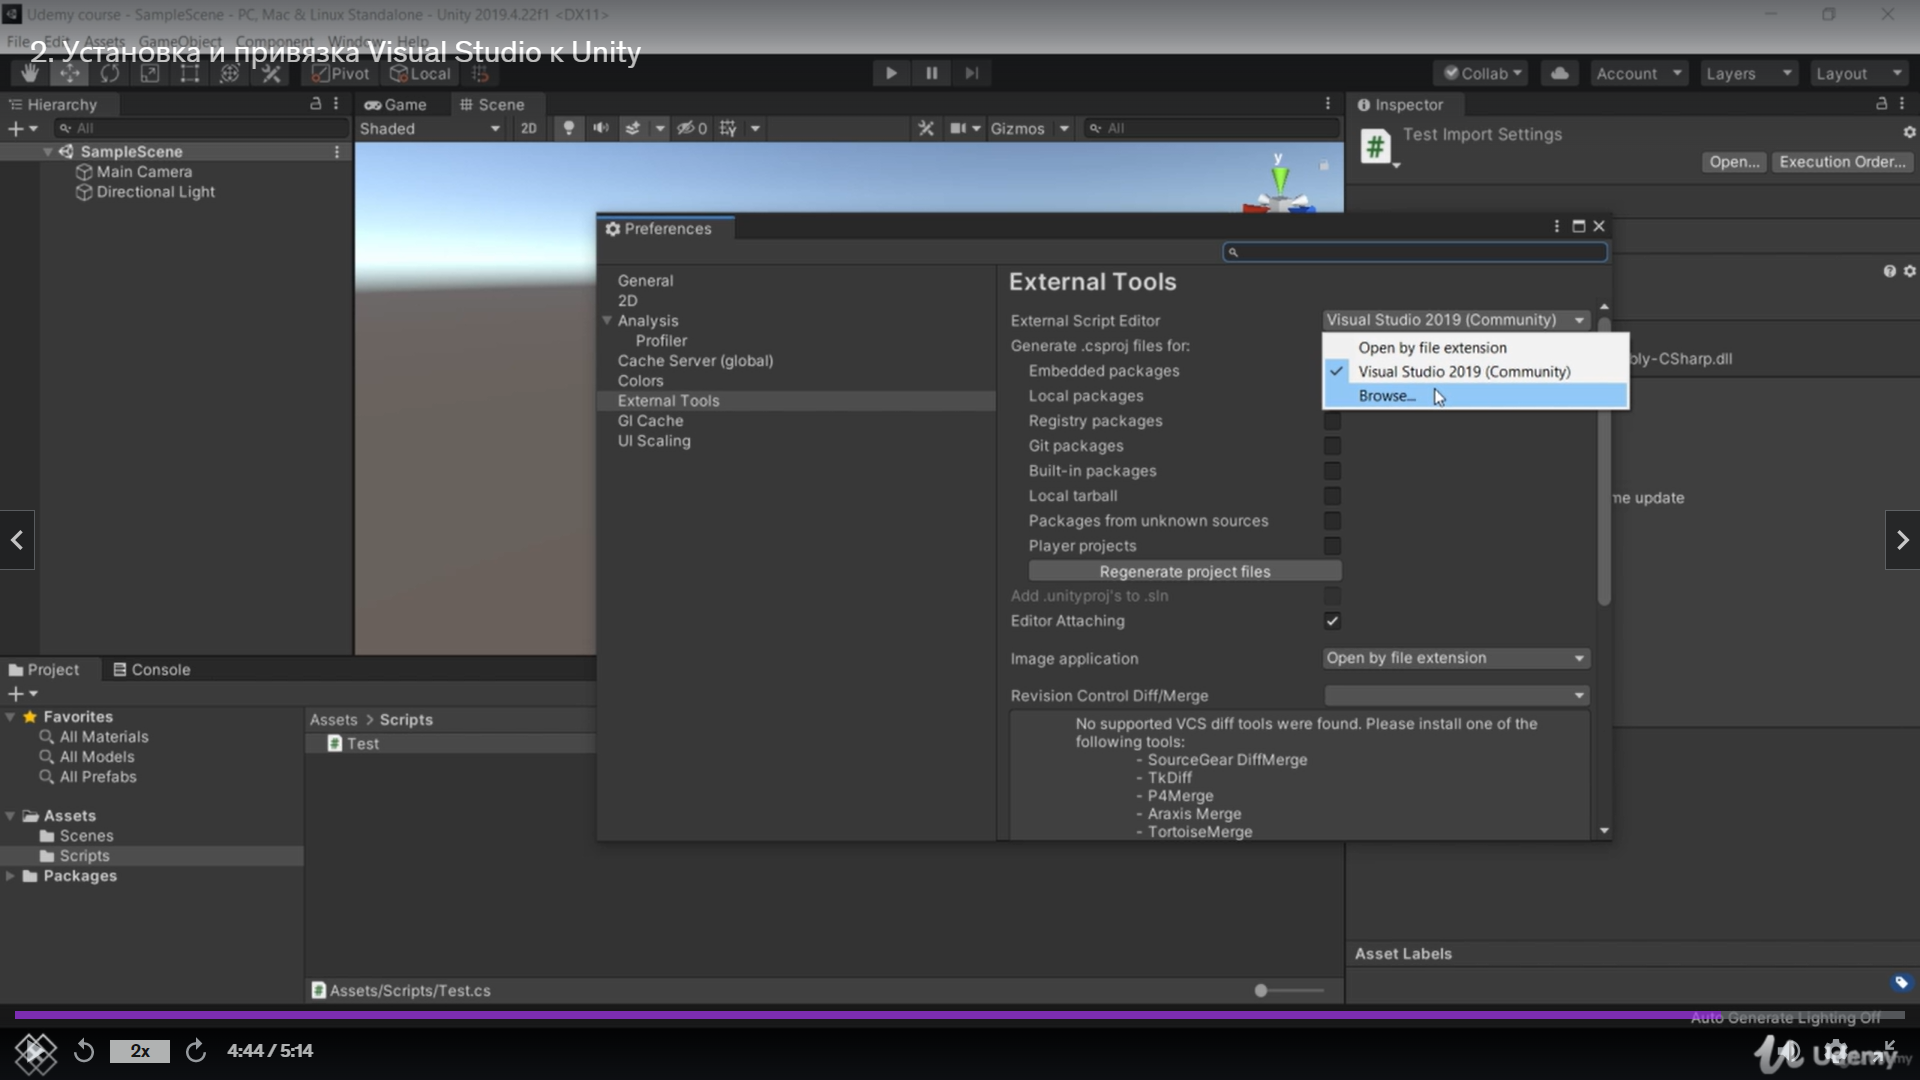 Udemy course - SampleScene - PC, Mac & Linux Standalone - Unity 2019.4.22f1 <DX11>
File Edit Assets GameObject Component Window Help
2. Установка и привязка Visual Studio к Unity
Pivot Local
Collab Account Layers Layout
Hierarchy
All
SampleScene
Main Camera
Directional Light
Game Scene
Shaded 2D 0 Gizmos All
y
Inspector
Test Import Settings
Open... Execution Order...
bly-CSharp.dll
me update
Preferences
General
2D
Analysis
Profiler
Cache Server (global)
Colors
External Tools
GI Cache
UI Scaling
External Tools
External Script Editor Visual Studio 2019 (Community)
Open by file extension
Visual Studio 2019 (Community)
Browse...
Generate .csproj files for:
Embedded packages
Local packages
Registry packages
Git packages
Built-in packages
Local tarball
Packages from unknown sources
Player projects
Regenerate project files
Add .unityproj's to .sln
Editor Attaching
Image application Open by file extension
Revision Control Diff/Merge
No supported VCS diff tools were found. Please install one of the
following tools:
- SourceGear DiffMerge
- TkDiff
- P4Merge
- Araxis Merge
- TortoiseMerge
Project Console
Favorites
All Materials
All Models
All Prefabs
Assets
Scenes
Scripts
Packages
Assets > Scripts
Test
Assets/Scripts/Test.cs
Asset Labels
Auto Generate Lighting Off
2x
4:44 / 5:14
Udemy